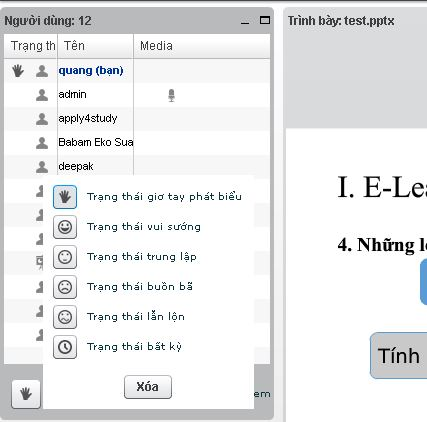 Người dùng: 12
Trình bày: test.pptx
Trạng th Tên Media
quang (bạn)
admin
apply4study
Babam Eko Sua
deepak
Trạng thái giơ tay phát biểu
Trạng thái vui sướng
Trạng thái trung lập
Trạng thái buồn bã
Trạng thái lẫn lộn
Trạng thái bất kỳ
Xóa
em
I. E-Lea
4. Những l
Tính